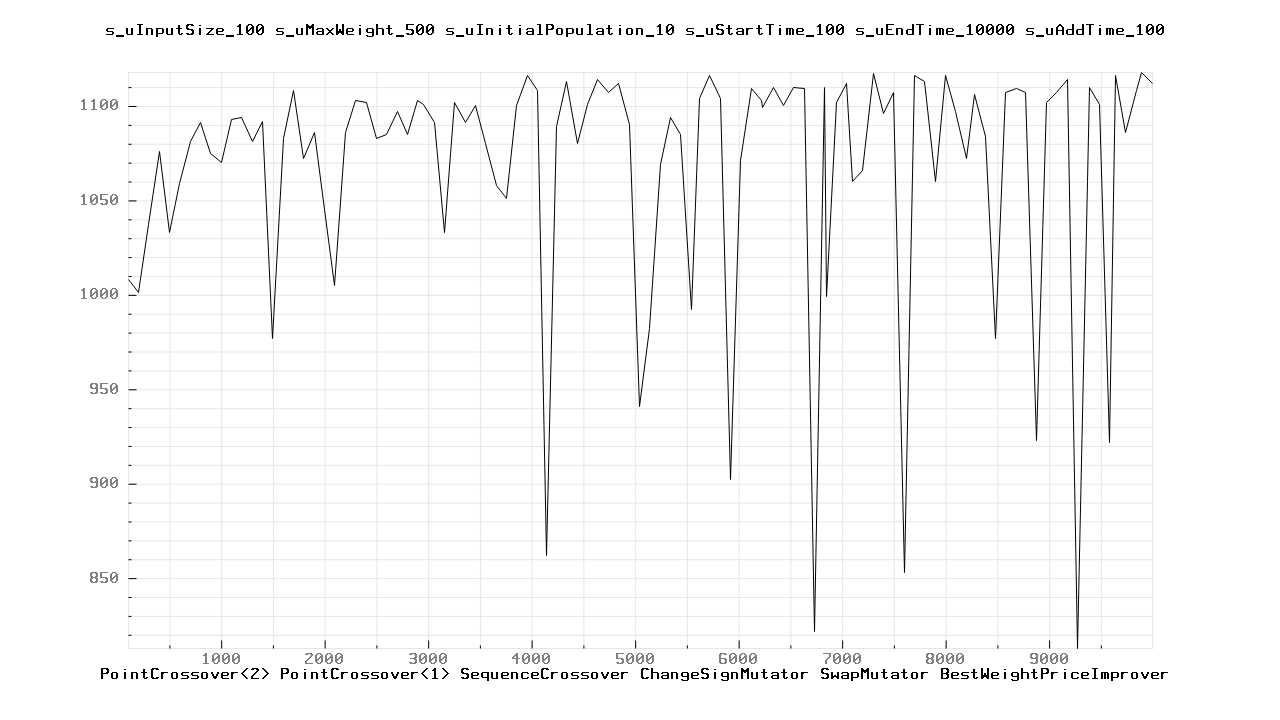 s_uInputSize_100 s_uMaxWeight_500 s_uInitialPopulation_10 s_uStartTime_100 s_uEndTime_10000 s_uAddTime_100
1100
1050
1000
950
900
850
1000 2000 3000 4000 5000 6000 7000 8000 9000
PointCrossover<2> PointCrossover<1> SequenceCrossover ChangeSignMutator SwapMutator BestWeightPriceImprover